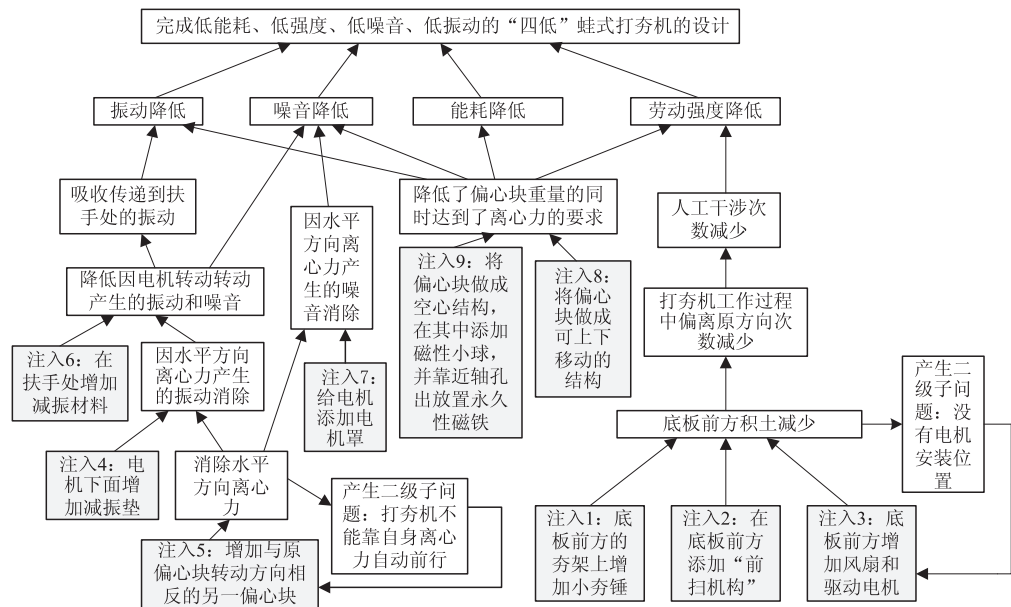 完成低能耗、低强度、低噪音、低振动的“四低”蛙式打夯机的设计
振动降低
噪音降低
能耗降低
劳动强度降低
吸收传递到扶
手处的振动
因水平
方向离
心力产
生的噪
音消除
降低了偏心块重量的同
时达到了离心力的要求
人工干涉次
数减少
降低因电机转动转动
产生的振动和噪音
注入9：将
偏心块做成
空心结构，
在其中添加
磁性小球，
并靠近轴孔
出放置永久
性磁铁
注入8：
将偏心
块做成
可上下
移动的
结构
打夯机工作过程
中偏离原方向次
数减少
注入6：在
扶手处增加
减振材料
因水平方向
离心力产生
的振动消除
注入7：
给电机
添加电
机罩
产生二
级子问
题：没
有电机
安装位
置
底板前方积土减少
注入4：电
机下面增
加减振垫
消除水平
方向离心
力
产生二级子问
题：打夯机不
能靠自身离心
力自动前行
注入1：底
板前方的
夯架上增
加小夯锤
注入2：在
底板前方
添加“前
扫机构”
注入3：底
板前方增
加风扇和
驱动电机
注入5：增加与原
偏心块转动方向相
反的另一偏心块